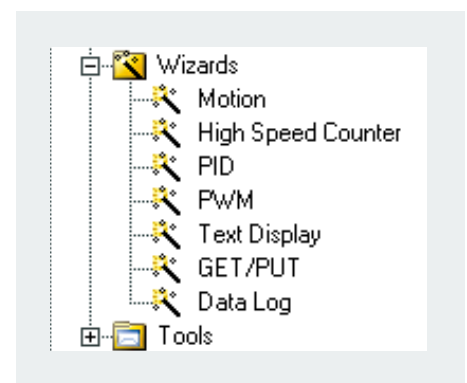 Wizards
Motion
High Speed Counter
PID
PWM
Text Display
GET/PUT
Data Log
Tools